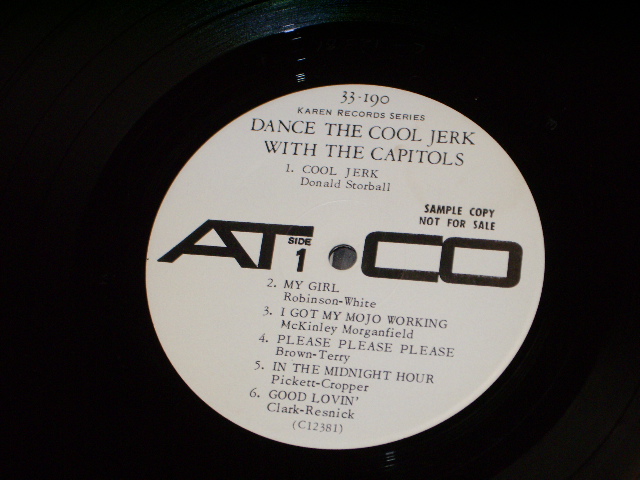 33-190
KAREN RECORDS SERIES
DANCE THE COOL JERK
WITH THE CAPITOLS
1. COOL JERK
Donald Storball
SAMPLE COPY
NOT FOR SALE
ATCO
SIDE
1
2. MY GIRL
Robinson-White
3. I GOT MY MOJO WORKING
McKinley Morganfield
4. PLEASE PLEASE PLEASE
Brown-Terry
5. IN THE MIDNIGHT HOUR
Pickett-Cropper
6. GOOD LOVIN'
Clark-Resnick
(C12381)